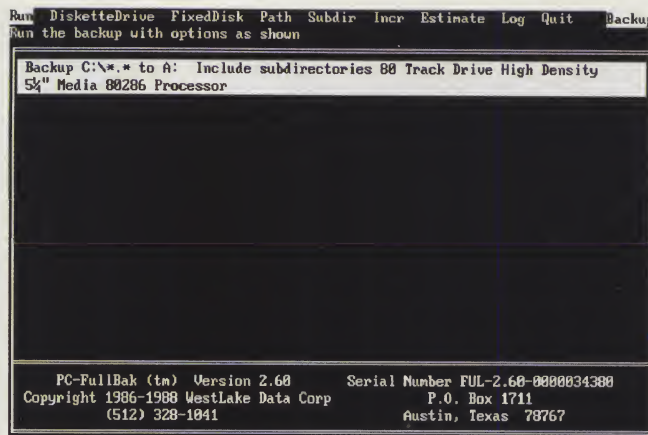 Run DisketteDrive FixedDisk Path Subdir Incr Estimate Log Quit Backup
Run the backup with options as shown
Backup C:\*.* to A: Include subdirectories 80 Track Drive High Density
5¼" Media 80286 Processor
PC-FullBak (tm) Version 2.60 Serial Number FUL-2.60-0000034380
Copyright 1986-1988 WestLake Data Corp P.O. Box 1711
(512) 328-1041 Austin, Texas 78767